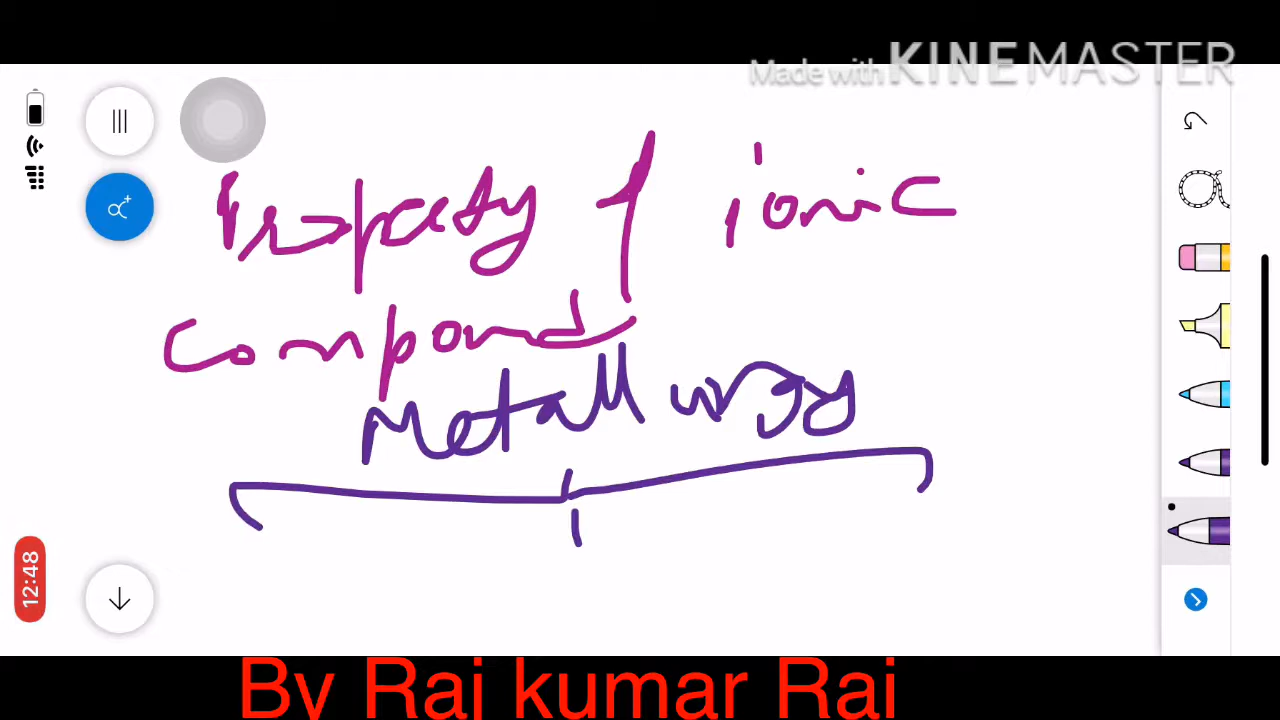 Made with KINEMASTER
Property of ionic
compound
Metallurgy
12:48
By Raj kumar Rai